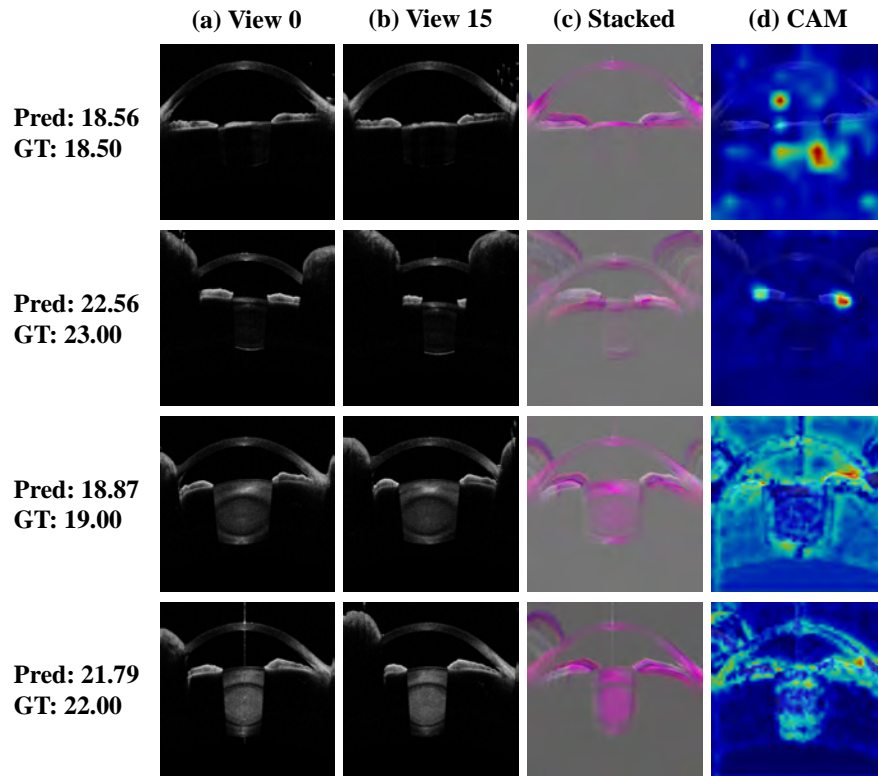 (a) View 0 (b) View 15 (c) Stacked (d) CAM
Pred: 18.56
GT: 18.50
Pred: 22.56
GT: 23.00
Pred: 18.87
GT: 19.00
Pred: 21.79
GT: 22.00